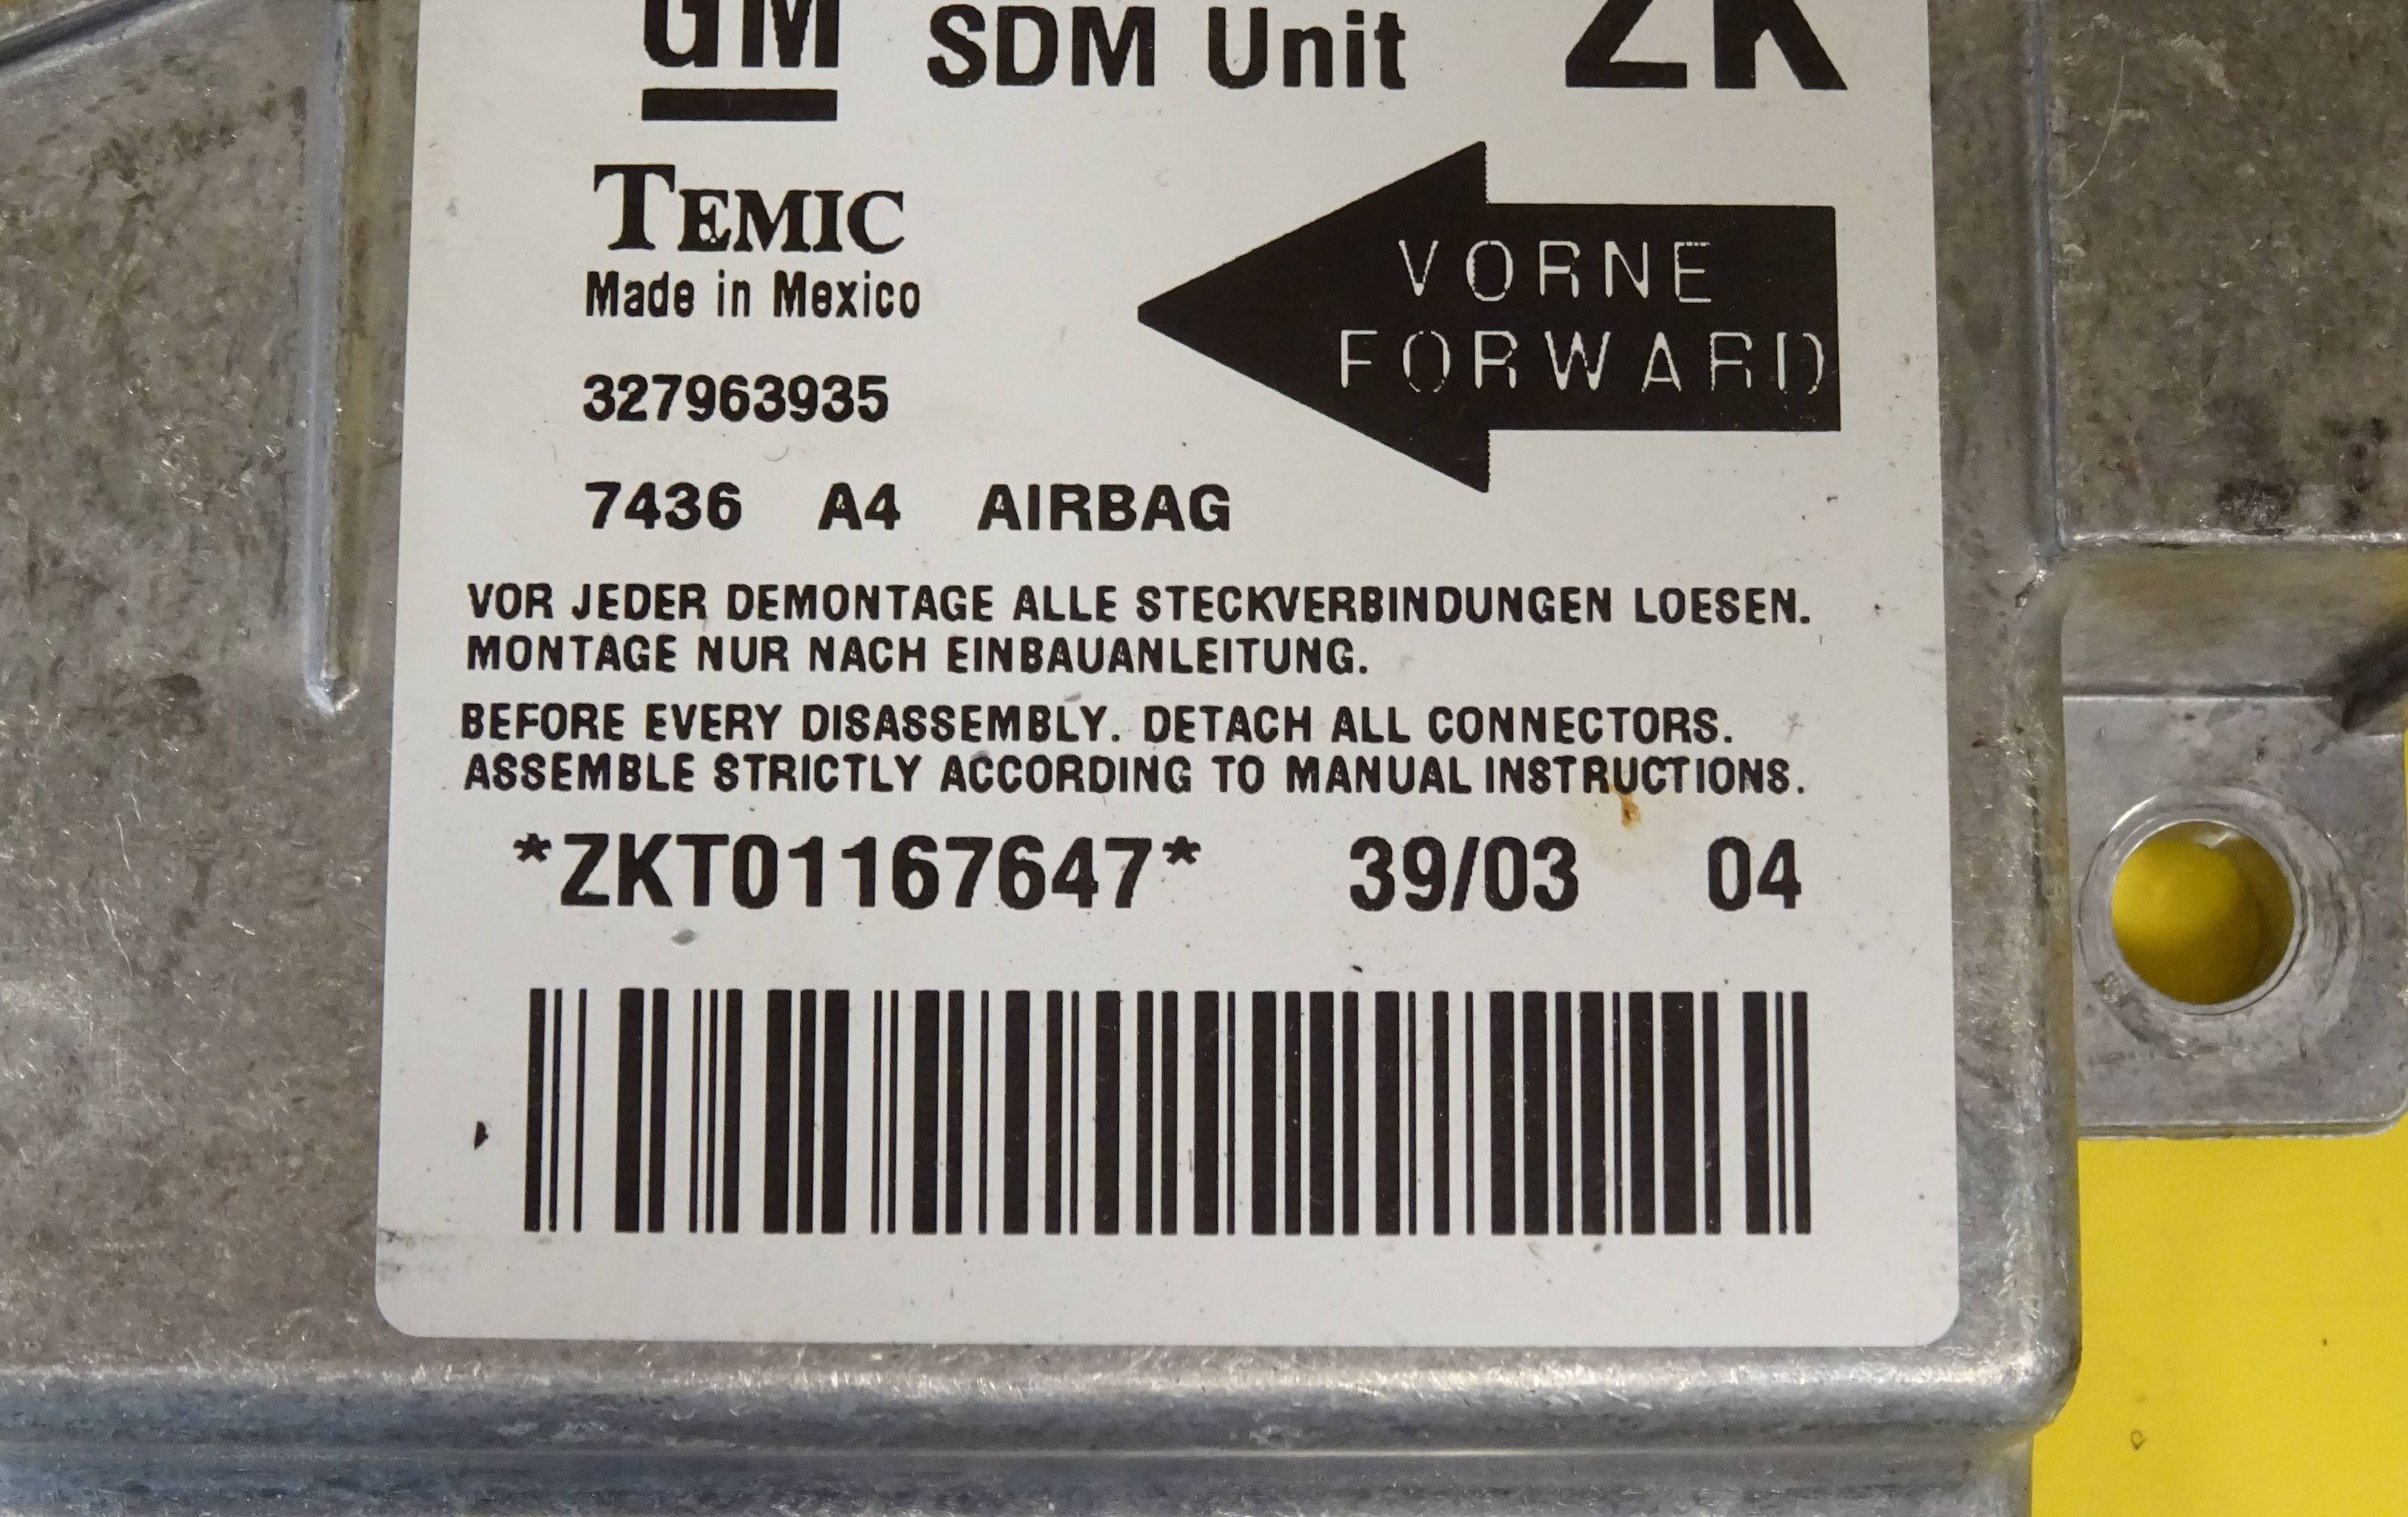 GM SDM Unit ZK
TEMIC
Made in Mexico
VORNE
FORWARD
327963935
7436 A4 AIRBAG
VOR JEDER DEMONTAGE ALLE STECKVERBINDUNGEN LOESEN.
MONTAGE NUR NACH EINBAUANLEITUNG.
BEFORE EVERY DISASSEMBLY. DETACH ALL CONNECTORS.
ASSEMBLE STRICTLY ACCORDING TO MANUAL INSTRUCTIONS.
*ZKT01167647* 39/03 04